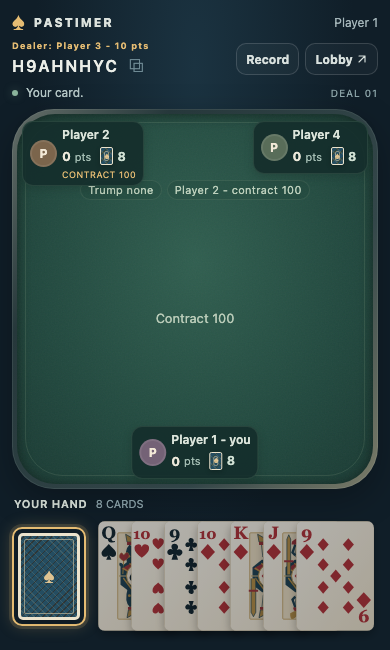 PASTIMER
Player 1
Dealer: Player 3 - 10 pts
H9AHNHYC
Record
Lobby ↗
Your card.
DEAL 01
P
Player 2
0 pts 8
CONTRACT 100
P
Player 4
0 pts 8
Trump none
Player 2 - contract 100
Contract 100
P
Player 1 - you
0 pts 8
YOUR HAND
8 CARDS
Q
10
9
10
K
J
9
6